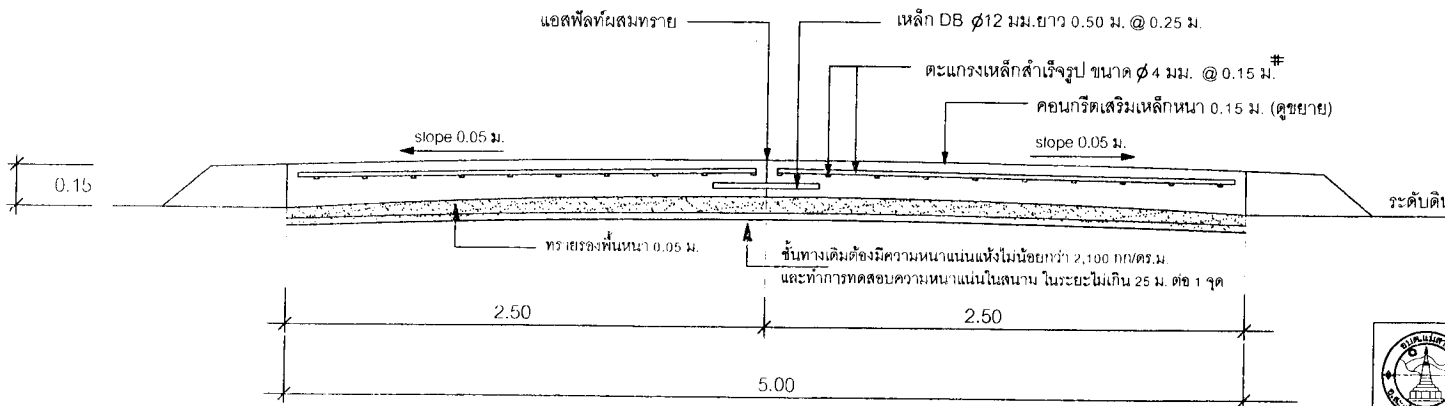 แอสฟัลท์ผสมทราย
เหล็ก DB ϕ12 มม.ยาว 0.50 ม. @ 0.25 ม.
ตะแกรงเหล็กสำเร็จรูป ขนาด ϕ 4 มม. @ 0.15 ม.#
คอนกรีตเสริมเหล็กหนา 0.15 ม. (ดูขยาย)
slope 0.05 ม.
slope 0.05 ม.
0.15
ระดับดิน
ทรายรองพื้นหนา 0.05 ม.
ชั้นทางเดิมต้องมีความหนาแน่นแห้งไม่น้อยกว่า 2,100 กก/ตร.ม.
และทำการทดสอบความหนาแน่นในสนาม ในระยะไม่เกิน 25 ม. ต่อ 1 จุด
2.50
2.50
5.00